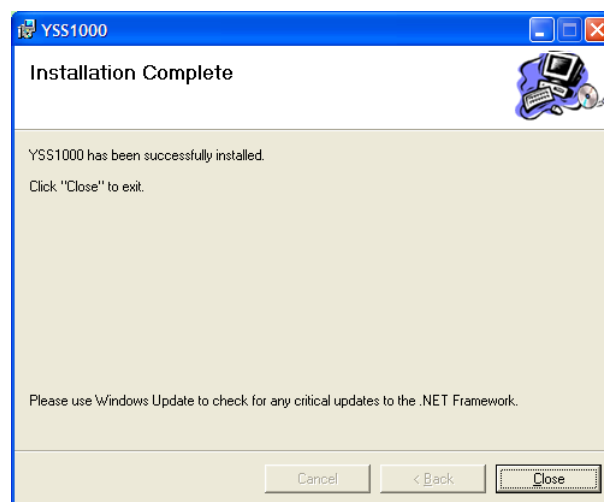 YSS1000
Installation Complete
YSS1000 has been successfully installed.
Click "Close" to exit.
Please use Windows Update to check for any critical updates to the .NET Framework.
Cancel
< Back
Close